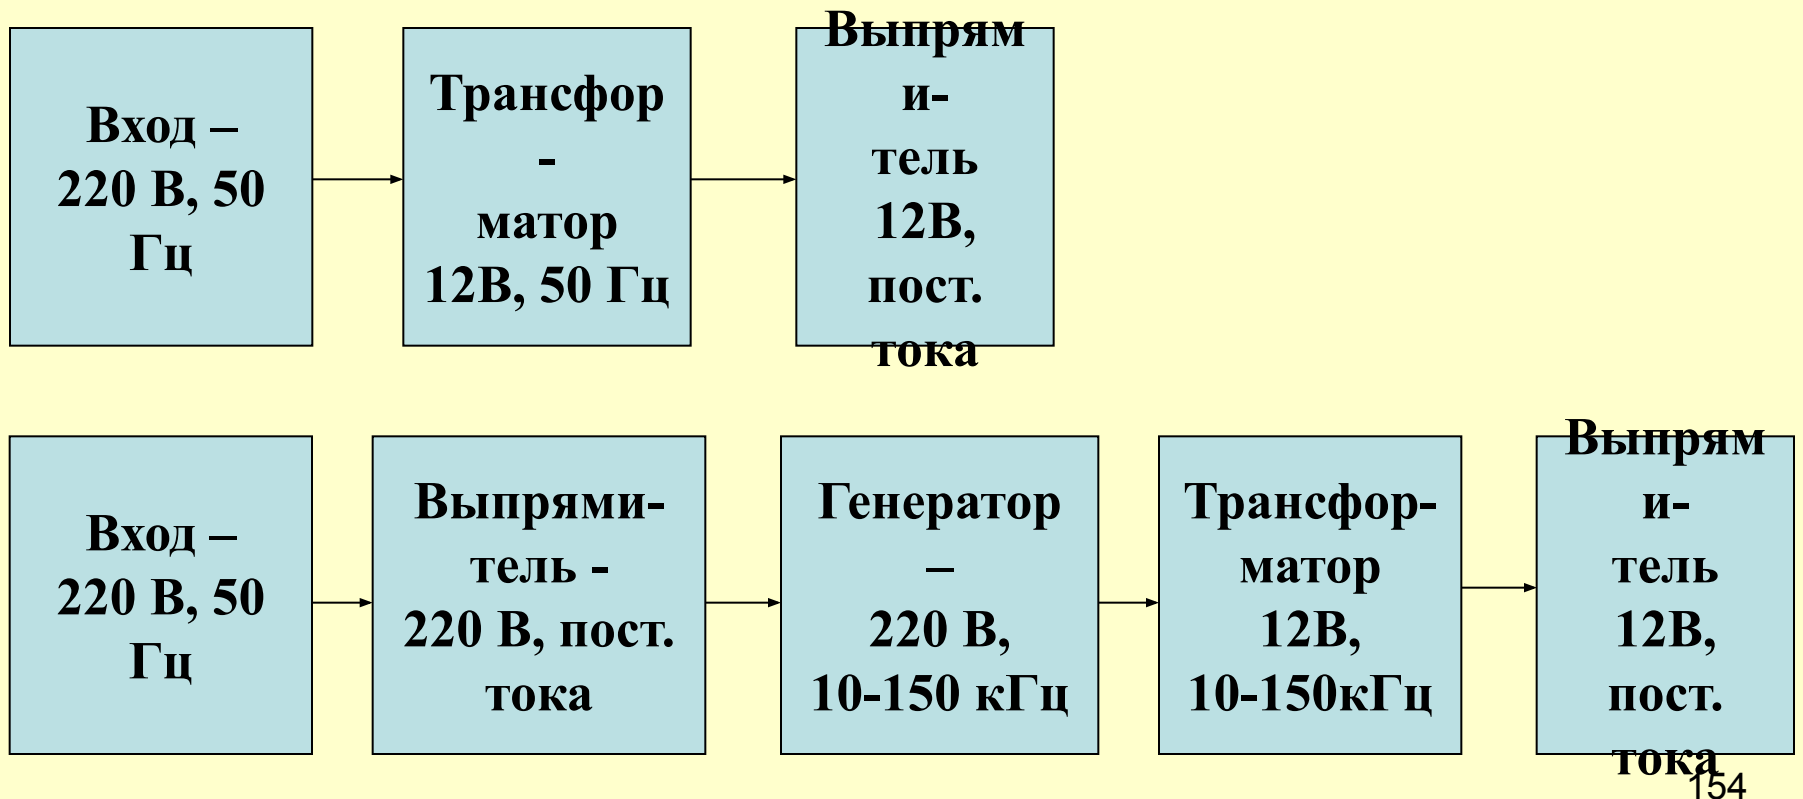 Вход –
220 В, 50
Гц
Трансфор
-
матор
12В, 50 Гц
Выпрям
и-
тель
12В,
пост.
тока
Вход –
220 В, 50
Гц
Выпрями-
тель -
220 В, пост.
тока
Генератор
–
220 В,
10-150 кГц
Трансфор-
матор
12В,
10-150кГц
Выпрям
и-
тель
12В,
пост.
тока
154